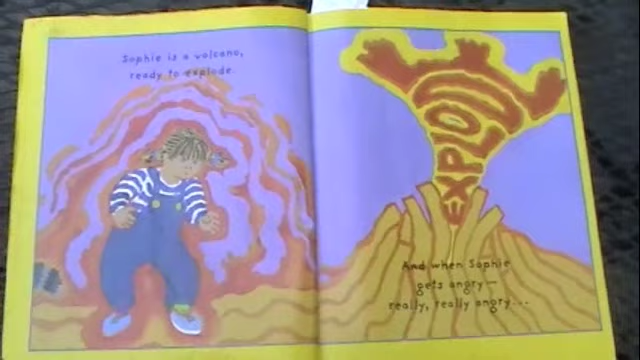 Sophie is a volcano,
ready to explode.
EXPLODE
And when Sophie
gets angry—
really, really angry...